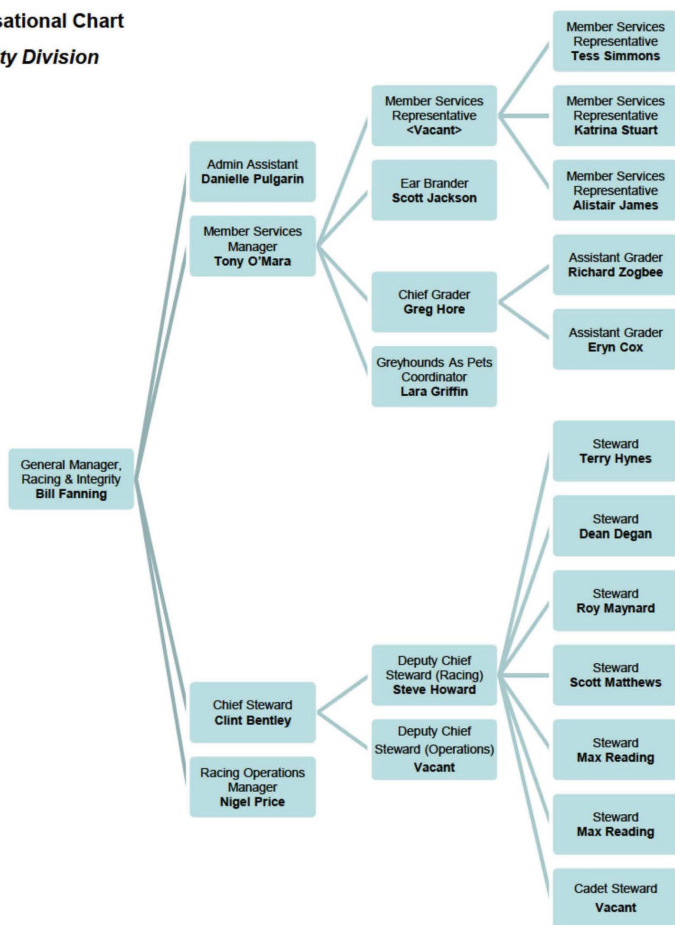 sational Chart
ty Division
General Manager,
Racing & Integrity
Bill Fanning
Admin Assistant
Danielle Pulgarin
Member Services
Manager
Tony O'Mara
Chief Steward
Clint Bentley
Racing Operations
Manager
Nigel Price
Member Services
Representative
<Vacant>
Ear Brander
Scott Jackson
Chief Grader
Greg Hore
Greyhounds As Pets
Coordinator
Lara Griffin
Deputy Chief
Steward (Racing)
Steve Howard
Deputy Chief
Steward (Operations)
Vacant
Member Services
Representative
Tess Simmons
Member Services
Representative
Katrina Stuart
Member Services
Representative
Alistair James
Assistant Grader
Richard Zogbee
Assistant Grader
Eryn Cox
Steward
Terry Hynes
Steward
Dean Degan
Steward
Roy Maynard
Steward
Scott Matthews
Steward
Max Reading
Steward
Max Reading
Cadet Steward
Vacant